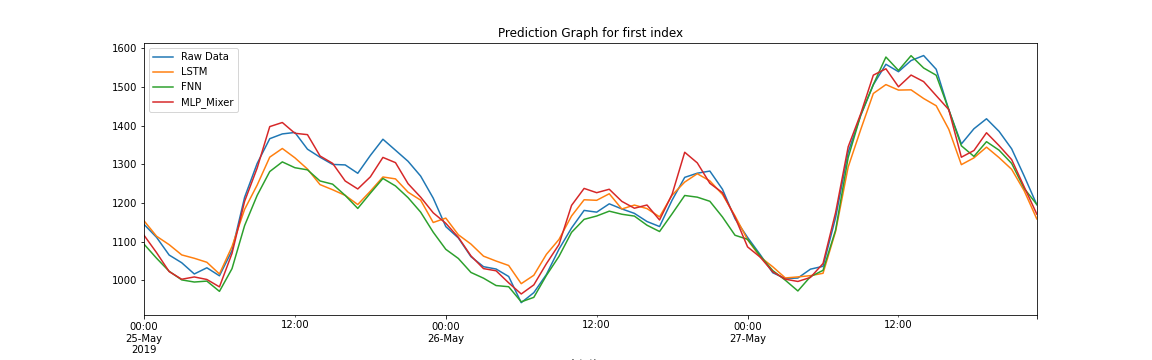 Prediction Graph for first index
1600
1500
1400
1300
1200
1100
1000
Raw Data
LSTM
FNN
MLP_Mixer
00:00
25-May
2019
12:00
00:00
26-May
12:00
00:00
27-May
12:00